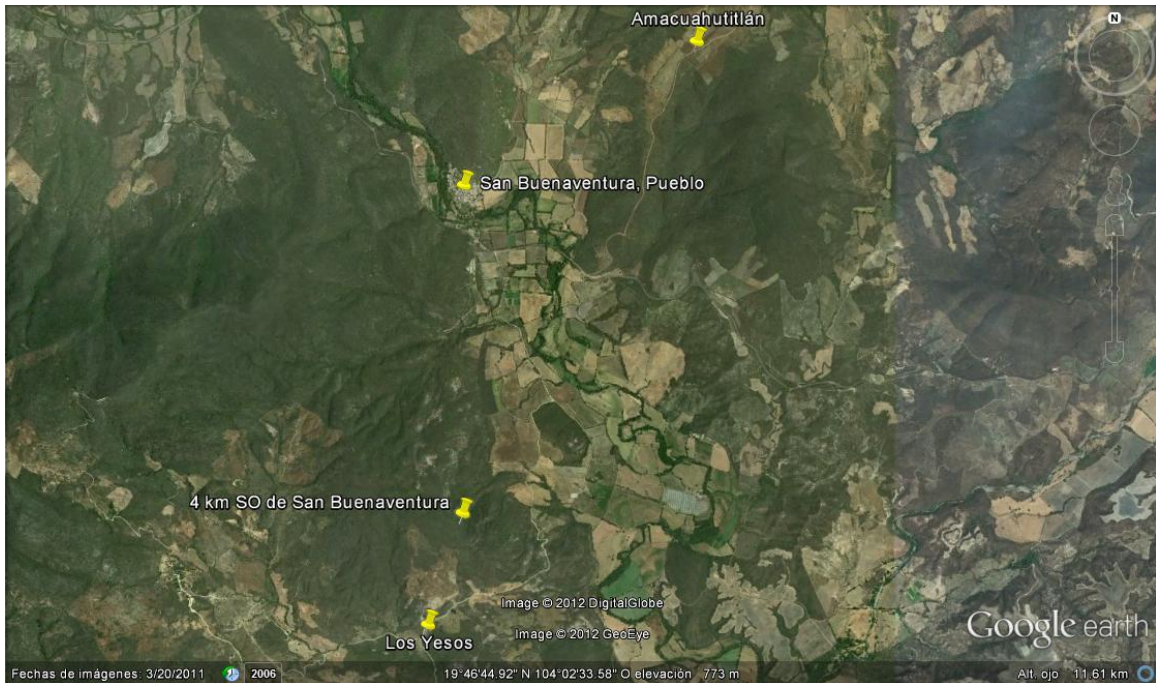 Amacuahutitlán
N
San Buenaventura, Pueblo
4 km SO de San Buenaventura
Image © 2012 DigitalGlobe
Image © 2012 GeoEye
Los Yesos
Google earth
Fechas de imágenes: 3/20/2011 2006 19°46'44.92" N 104°02'33.58" O elevación 773 m Alt. ojo 11.61 km